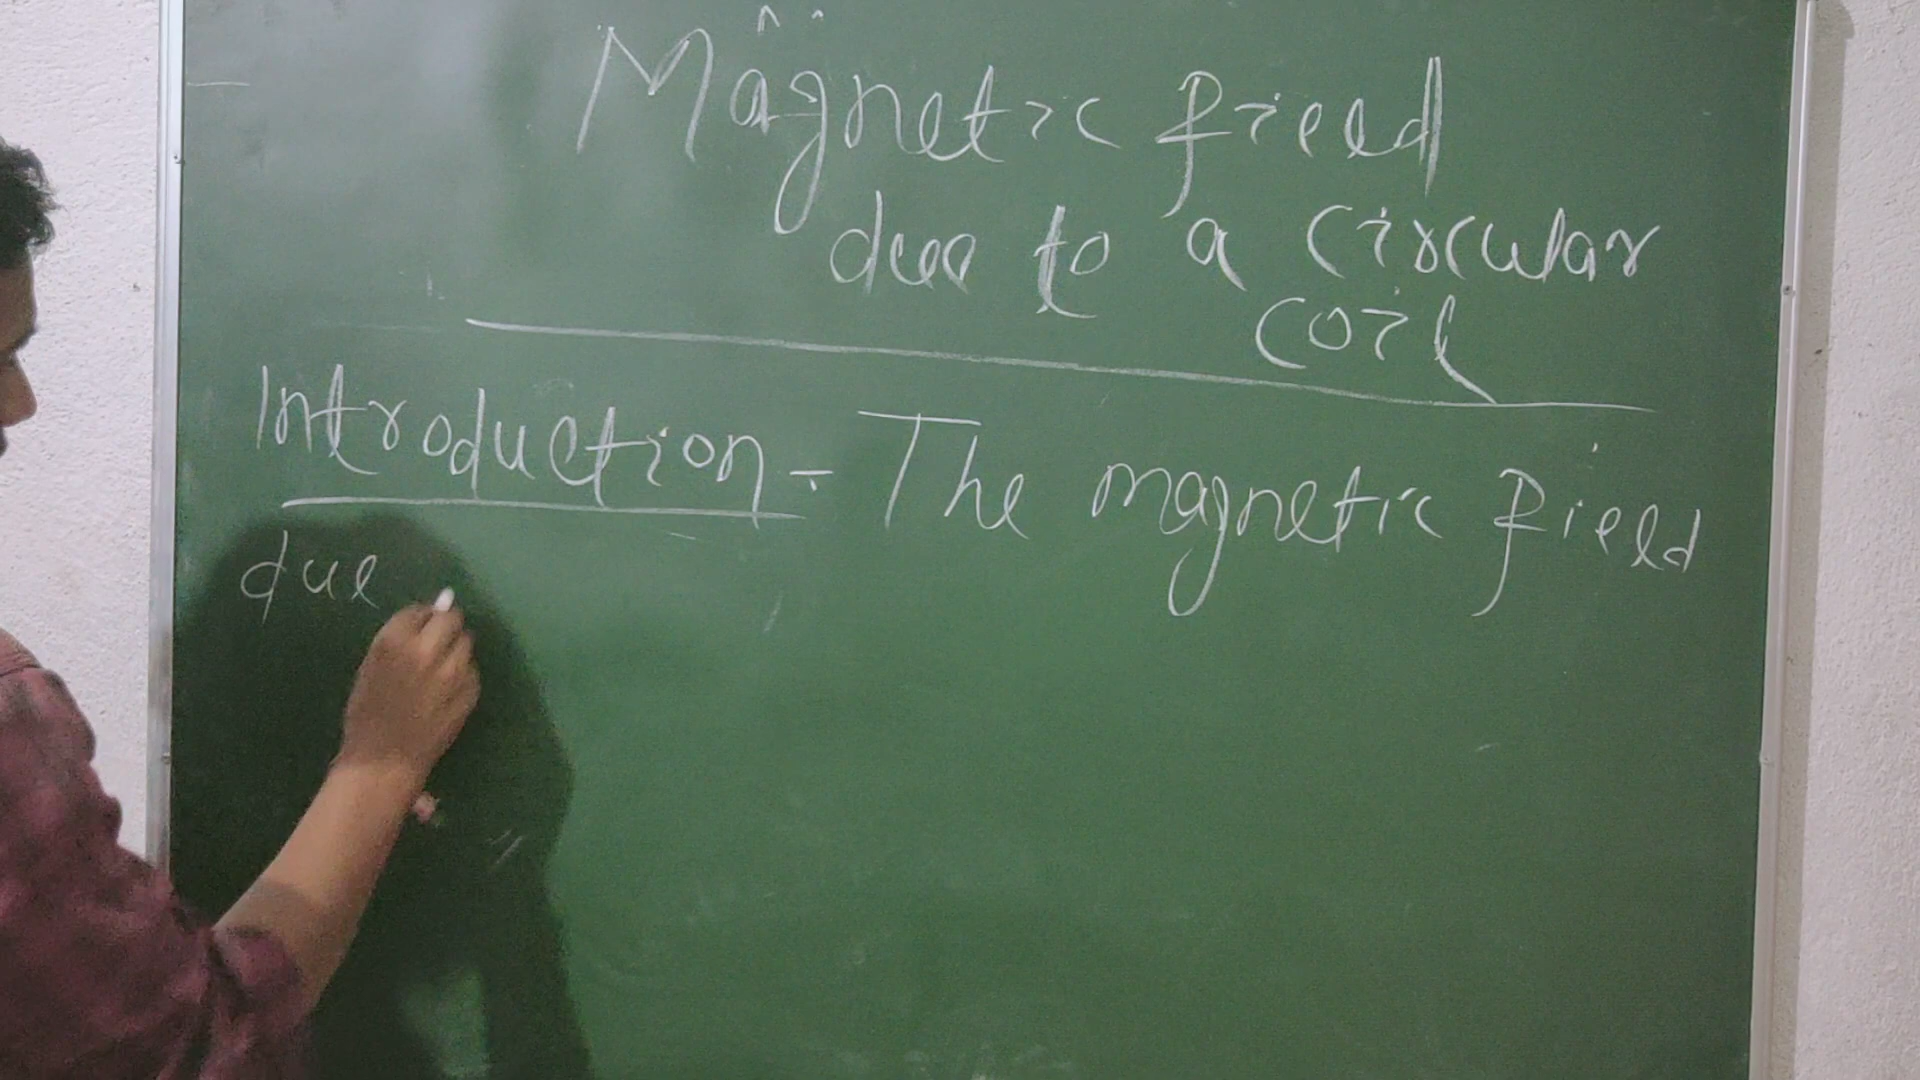 Magnetic field
due to a circular
coil
Introduction - The magnetic field
due